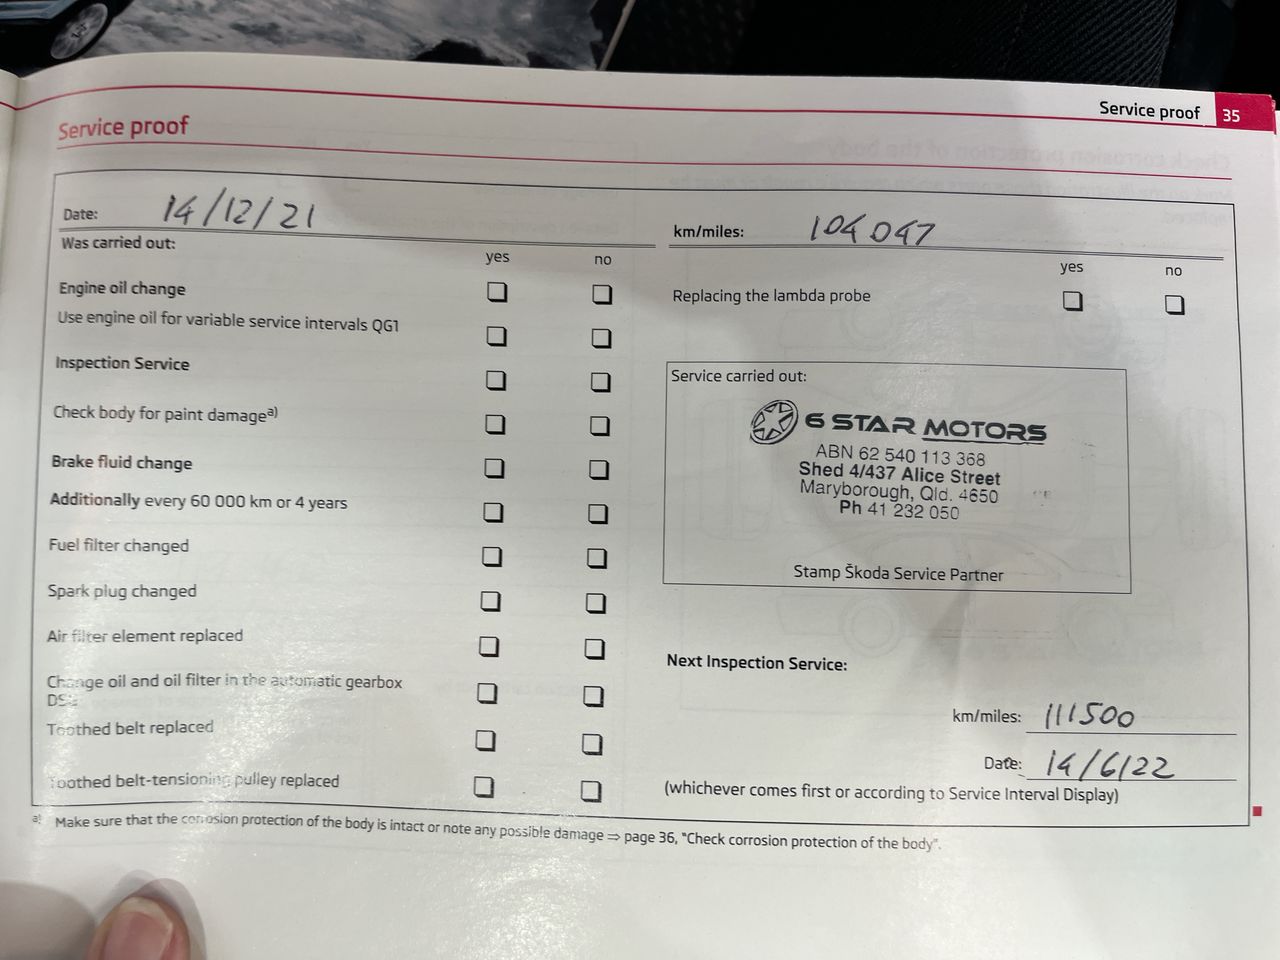 Service proof 35
Service proof
Date: 14/12/21
km/miles: 104 047
Was carried out:
yes no
yes no
Engine oil change
Replacing the lambda probe
Use engine oil for variable service intervals QG1
Inspection Service
Check body for paint damageᵃ⁾
Brake fluid change
Additionally every 60 000 km or 4 years
Fuel filter changed
Spark plug changed
Air filter element replaced
Change oil and oil filter in the automatic gearbox
DSG
Toothed belt replaced
Toothed belt-tensioning pulley replaced
Service carried out:
6 STAR MOTORS
ABN 62 540 113 368
Shed 4/437 Alice Street
Maryborough, Qld. 4650
Ph 41 232 050
Stamp Škoda Service Partner
Next Inspection Service:
km/miles: 111500
Date: 14/6/22
(whichever comes first or according to Service Interval Display)
a) Make sure that the corrosion protection of the body is intact or note any possible damage ⇒ page 36, "Check corrosion protection of the body".